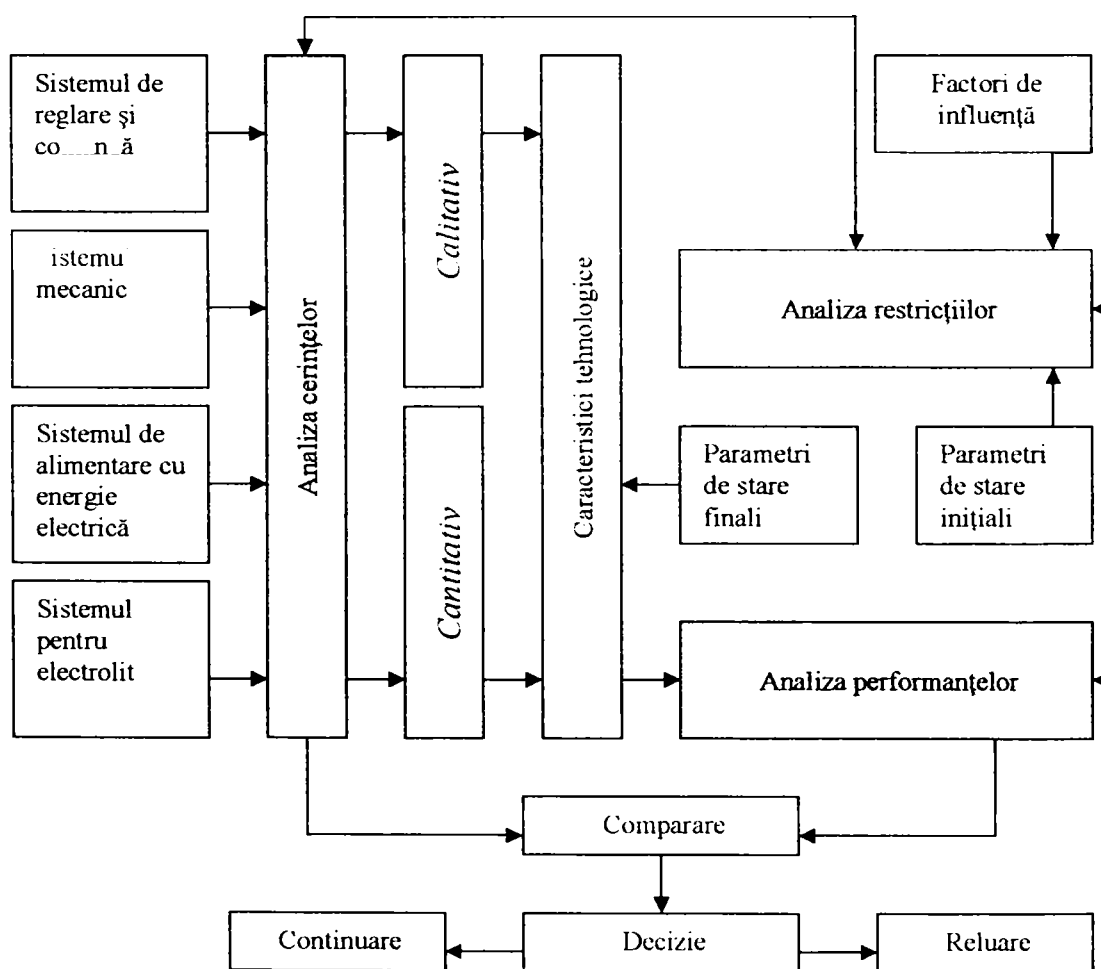 Sistemul de
reglare şi
mecanic
Sistemul de
alimentare cu
energie
electrică
Sistemul
pentru
electrolit
Analiza cerinţelor
Calitativ
Cantitativ
Caracteristici tehnologice
Factori de
influenţă
Analiza restricţiilor
Parametri
de stare
finali
Parametri
de stare
iniţiali
Analiza performanţelor
Comparare
Continuare
Decizie
Reluare